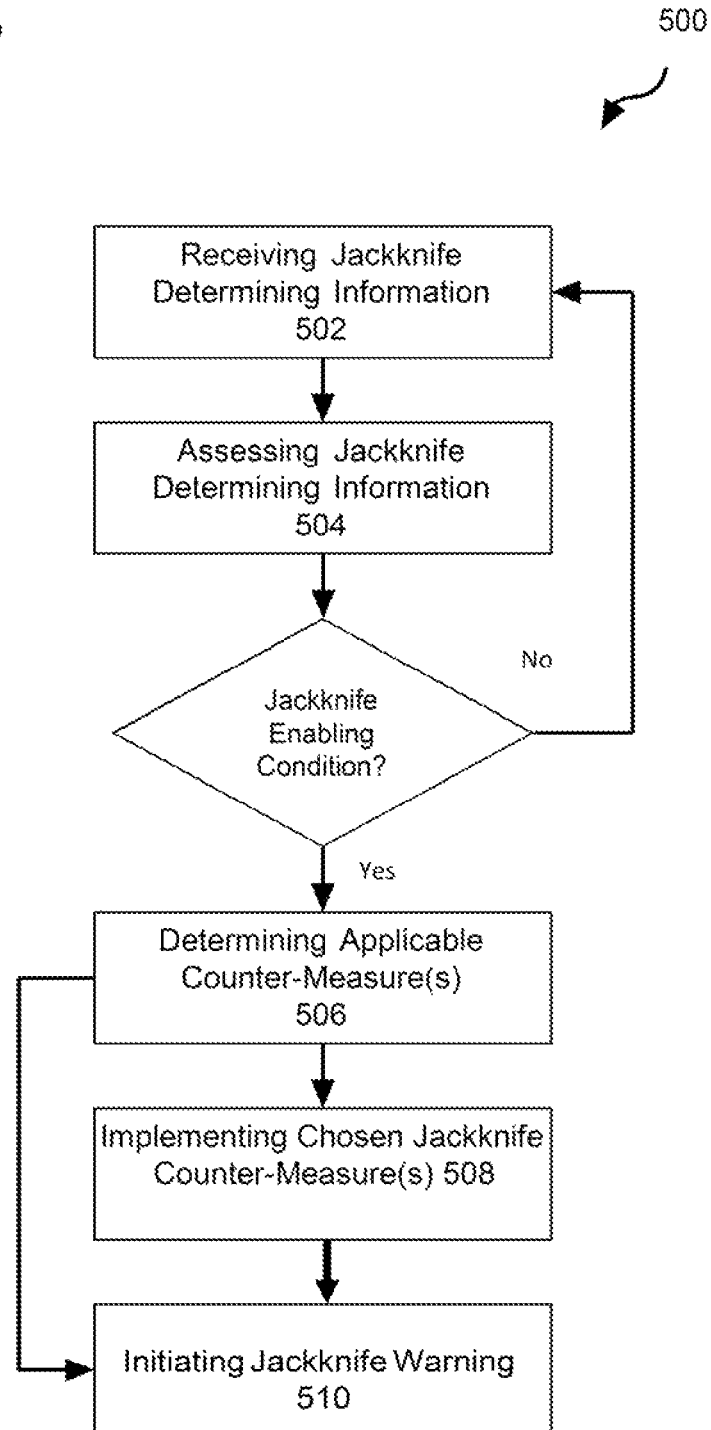 500
Receiving Jackknife
Determining Information
502
Assessing Jackknife
Determining Information
504
No
Jackknife
Enabling
Condition?
Yes
Determining Applicable
Counter-Measure(s)
506
Implementing Chosen Jackknife
Counter-Measure(s) 508
Initiating Jackknife Warning
510